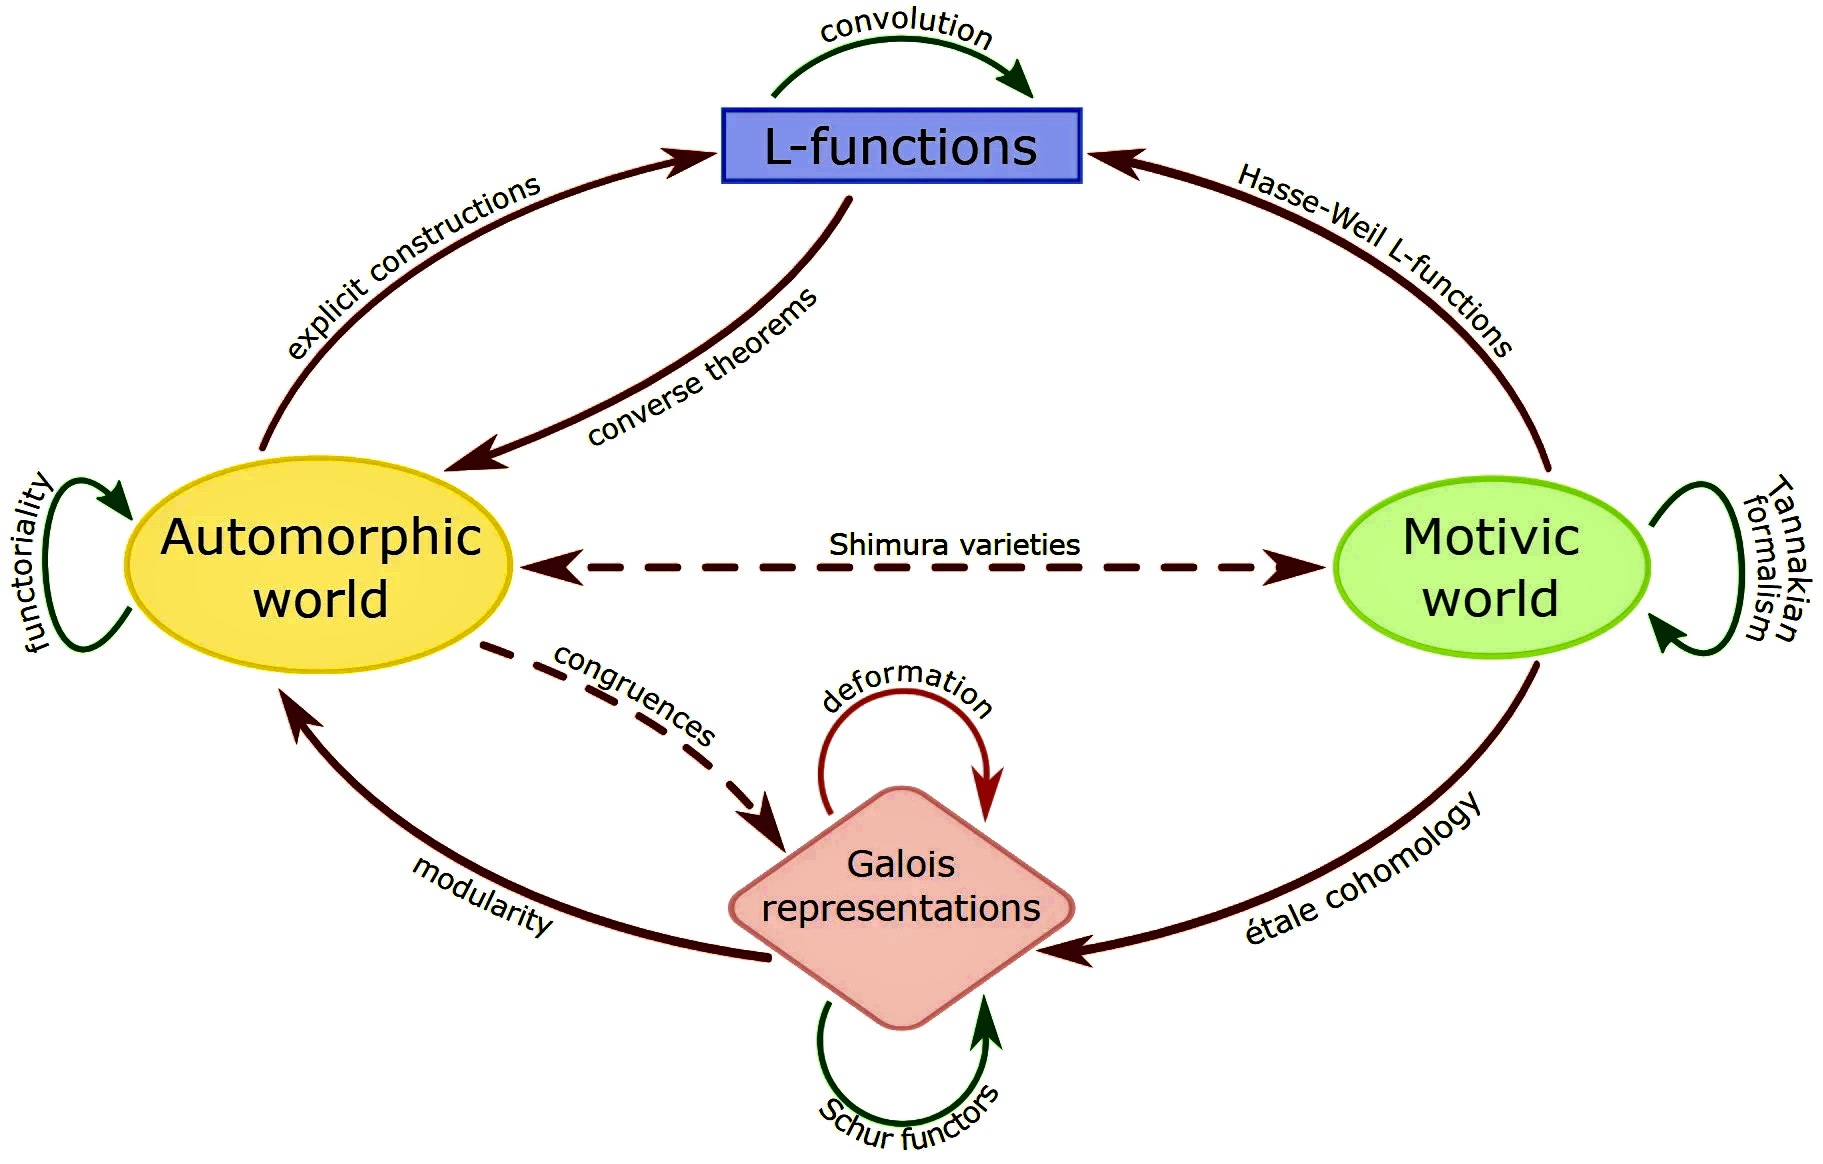 convolution
L-functions
Hasse-Weil L-functions
explicit constructions
converse theorems
functoriality
Automorphic
world
Shimura varieties
Motivic
world
Tannakian
formalism
congruences
deformation
Galois
representations
modularity
étale cohomology
Schur functors